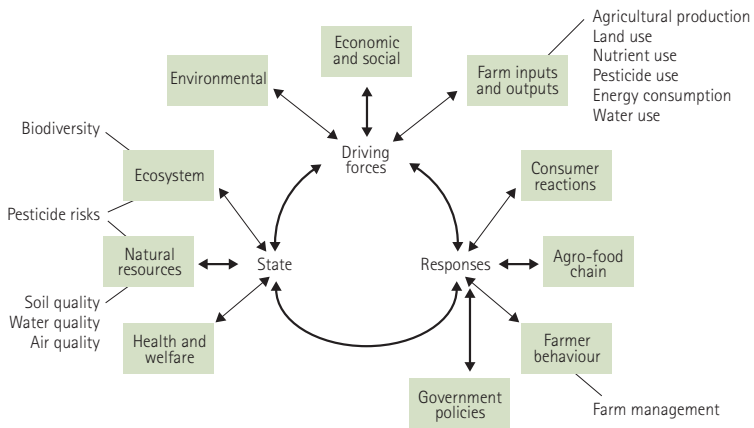 Agricultural production
Land use
Nutrient use
Pesticide use
Energy consumption
Water use
Economic
and social
Environmental
Farm inputs
and outputs
Biodiversity
Driving
forces
Ecosystem
Consumer
reactions
Pesticide risks
Natural
resources
State
Responses
Agro-food
chain
Soil quality
Water quality
Air quality
Health and
welfare
Farmer
behaviour
Government
policies
Farm management